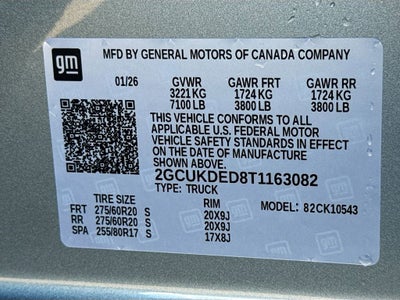 gm
MFD BY GENERAL MOTORS OF CANADA COMPANY
01/26 GVWR GAWR FRT GAWR RR
3221 KG 1724 KG 1724 KG
7100 LB 3800 LB 3800 LB
THIS VEHICLE CONFORMS TO ALL
APPLICABLE U.S. FEDERAL MOTOR
VEHICLE SAFETY STANDARDS IN EFFECT
ON THE DATE OF MANUFACTURE SHOWN ABOVE.
2GCUKDED8T1163082
TYPE: TRUCK
TIRE SIZE RIM MODEL: 82CK10543
FRT 275/60R20 S 20X9J
RR 275/60R20 S 20X9J
SPA 255/80R17 S 17X8J